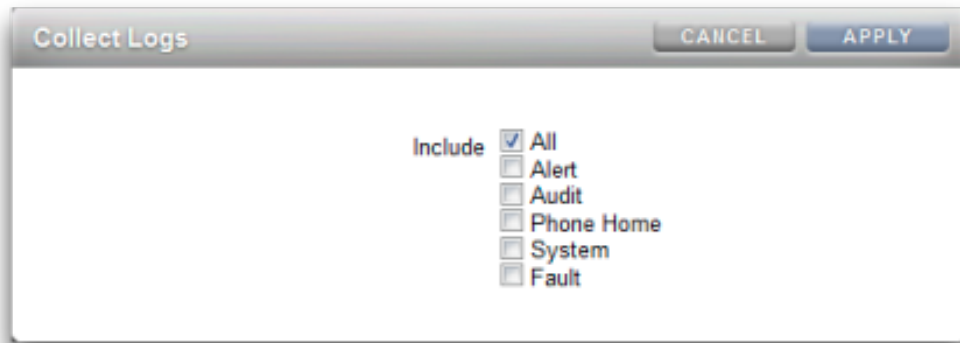 Collect Logs CANCEL APPLY
Include All
Alert
Audit
Phone Home
System
Fault